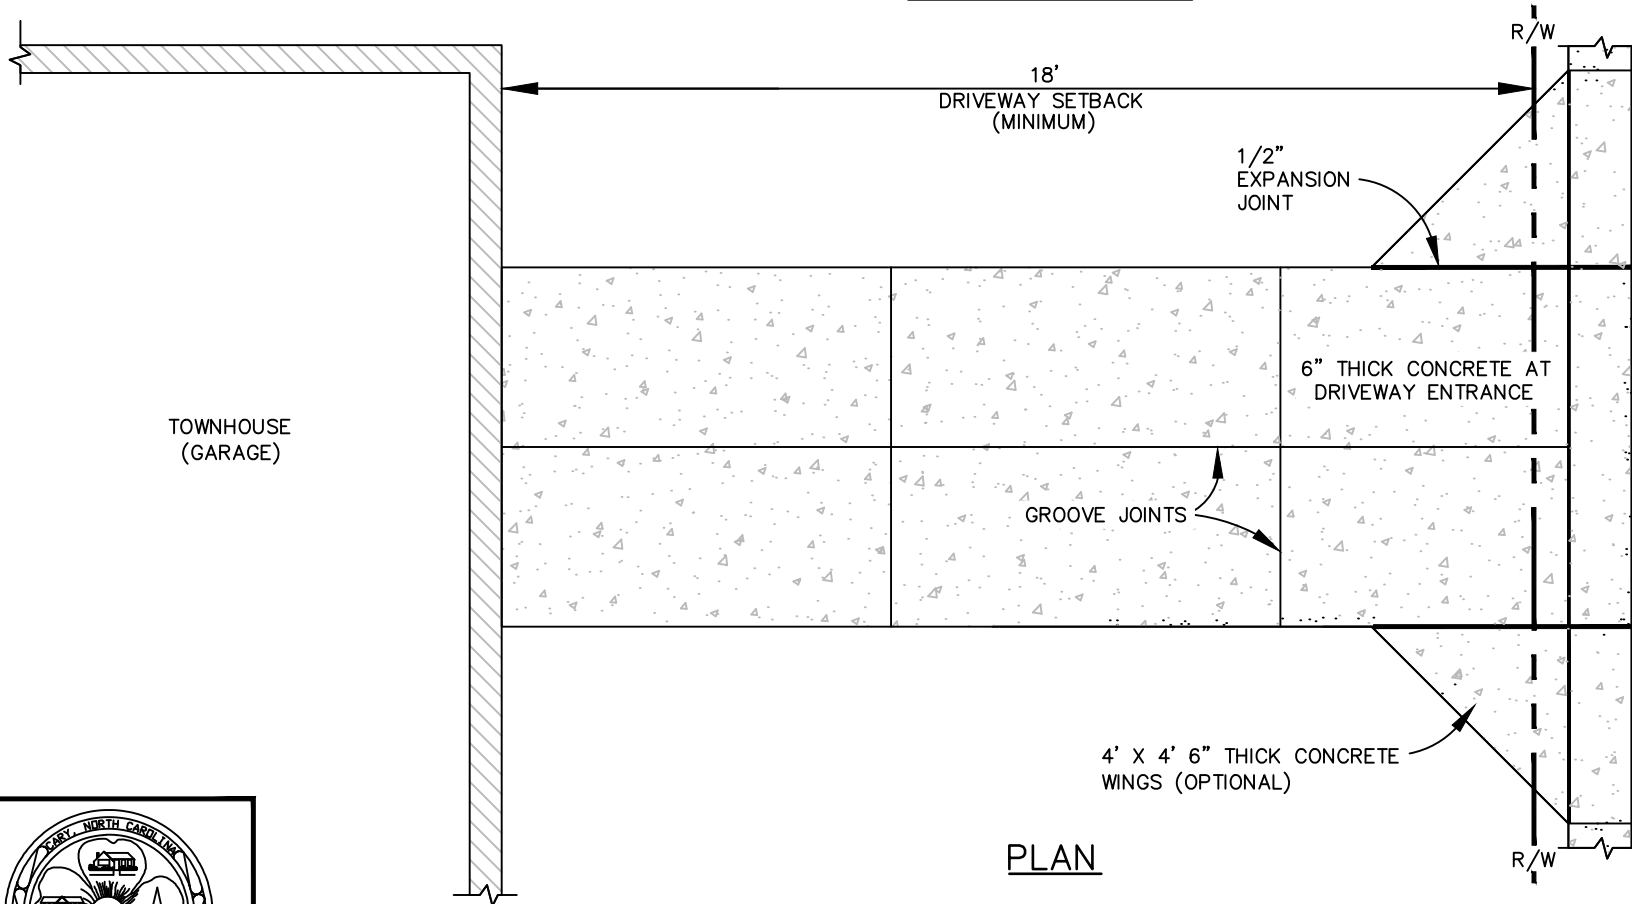 R/W
18’
DRIVEWAY SETBACK
(MINIMUM)
1/2”
EXPANSION
JOINT
6” THICK CONCRETE AT
DRIVEWAY ENTRANCE
TOWNHOUSE
(GARAGE)
GROOVE JOINTS
4’ X 4’ 6” THICK CONCRETE
WINGS (OPTIONAL)
CARY, NORTH CAROLINA
PLAN
R/W